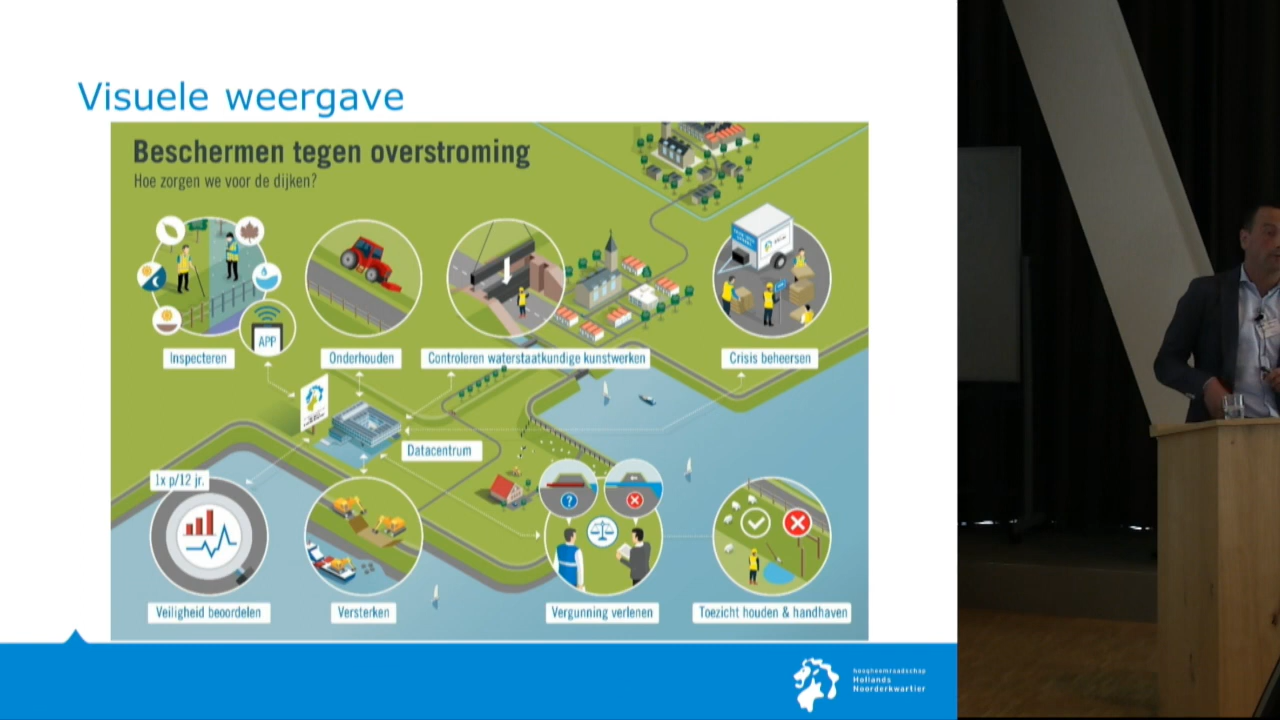 Visuele weergave
Beschermen tegen overstroming
Hoe zorgen we voor de dijken?
APP
Inspecteren
Onderhouden
Controleren waterstaatkundige kunstwerken
Crisis beheersen
Datacentrum
1x p/12 jr.
?
Veiligheid beoordelen
Versterken
Vergunning verlenen
Toezicht houden & handhaven
hoogheemraadschap
Hollands
Noorderkwartier